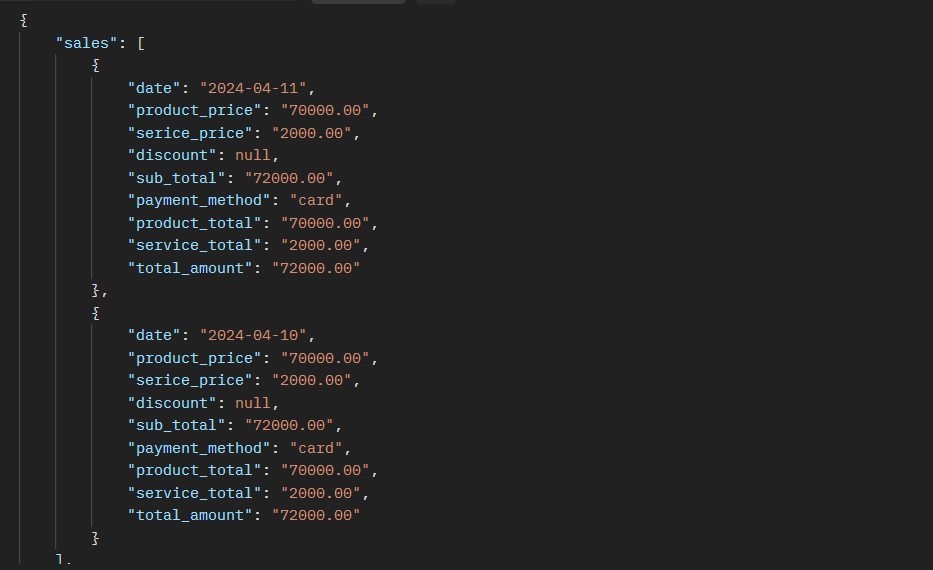 {
"sales": [
{
"date": "2024-04-11",
"product_price": "70000.00",
"serice_price": "2000.00",
"discount": null,
"sub_total": "72000.00",
"payment_method": "card",
"product_total": "70000.00",
"service_total": "2000.00",
"total_amount": "72000.00"
},
{
"date": "2024-04-10",
"product_price": "70000.00",
"serice_price": "2000.00",
"discount": null,
"sub_total": "72000.00",
"payment_method": "card",
"product_total": "70000.00",
"service_total": "2000.00",
"total_amount": "72000.00"
}
],